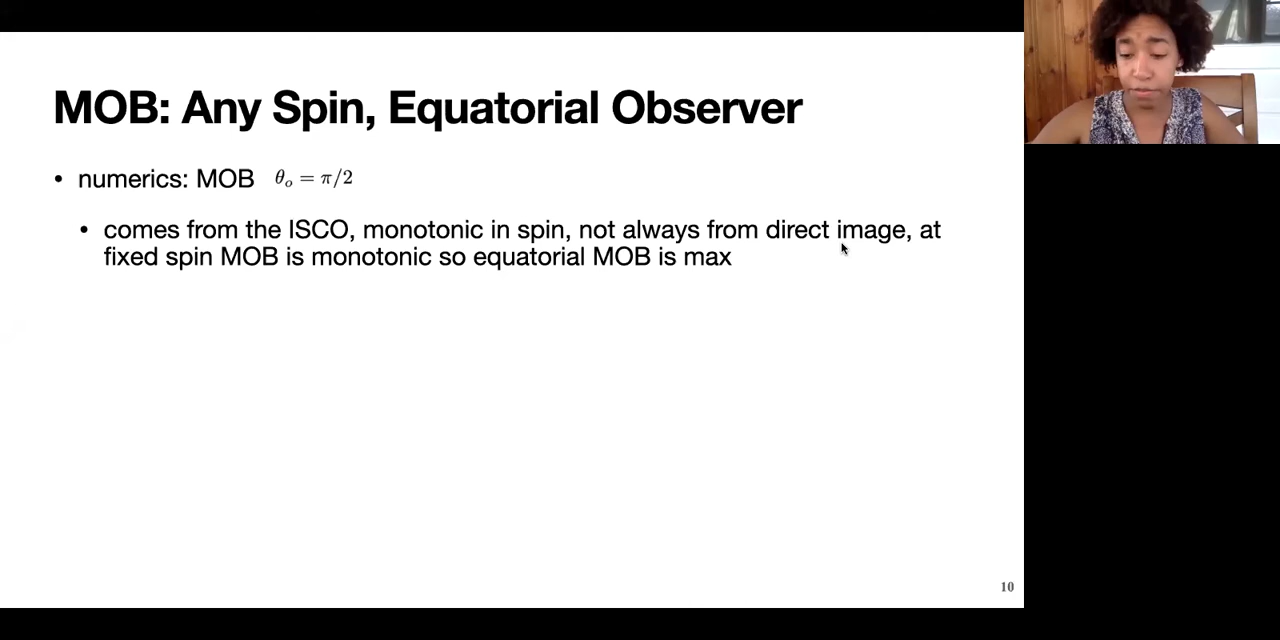 MOB: Any Spin, Equatorial Observer
• numerics: MOB θₒ = π/2
• comes from the ISCO, monotonic in spin, not always from direct image, at
fixed spin MOB is monotonic so equatorial MOB is max
10